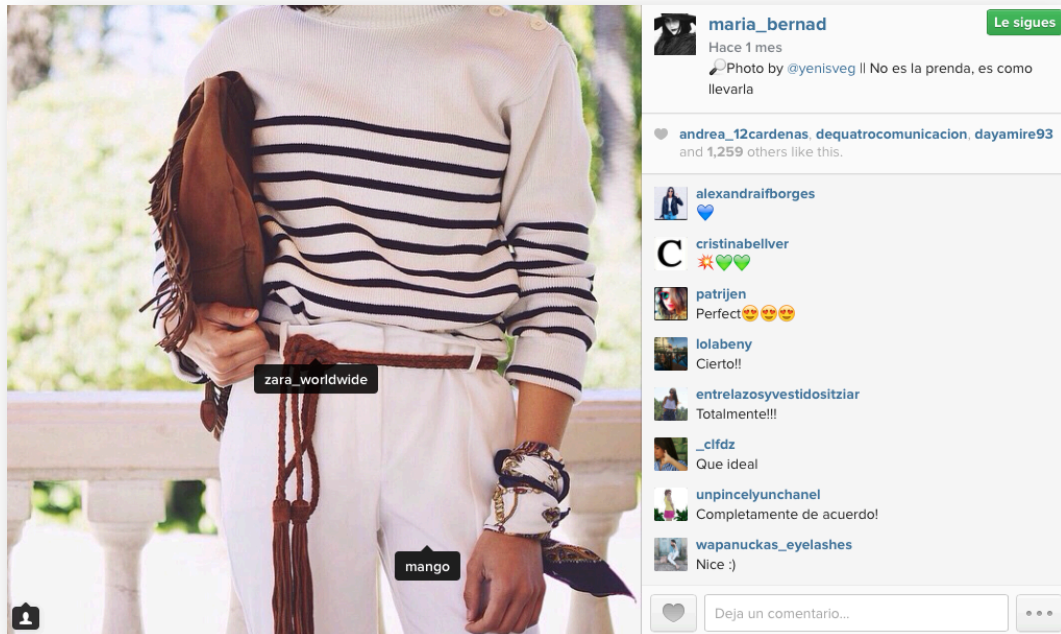 zara_worldwide
mango
maria_bernad
Le sigues
Hace 1 mes
🔎Photo by @yenisveg || No es la prenda, es como
llevarla
andrea_12cardenas, dequatrocomunicacion, dayamire93
and 1,259 others like this.
alexandraifborges
💙
C
cristinabellver
💥💚💚
patrijen
Perfect😍😍😍
lolabeny
Cierto!!
entrelazosyvestidositziar
Totalmente!!!
_clfdz
Que ideal
unpincelyunchanel
Completamente de acuerdo!
wapanuckas_eyelashes
Nice :)
Deja un comentario...